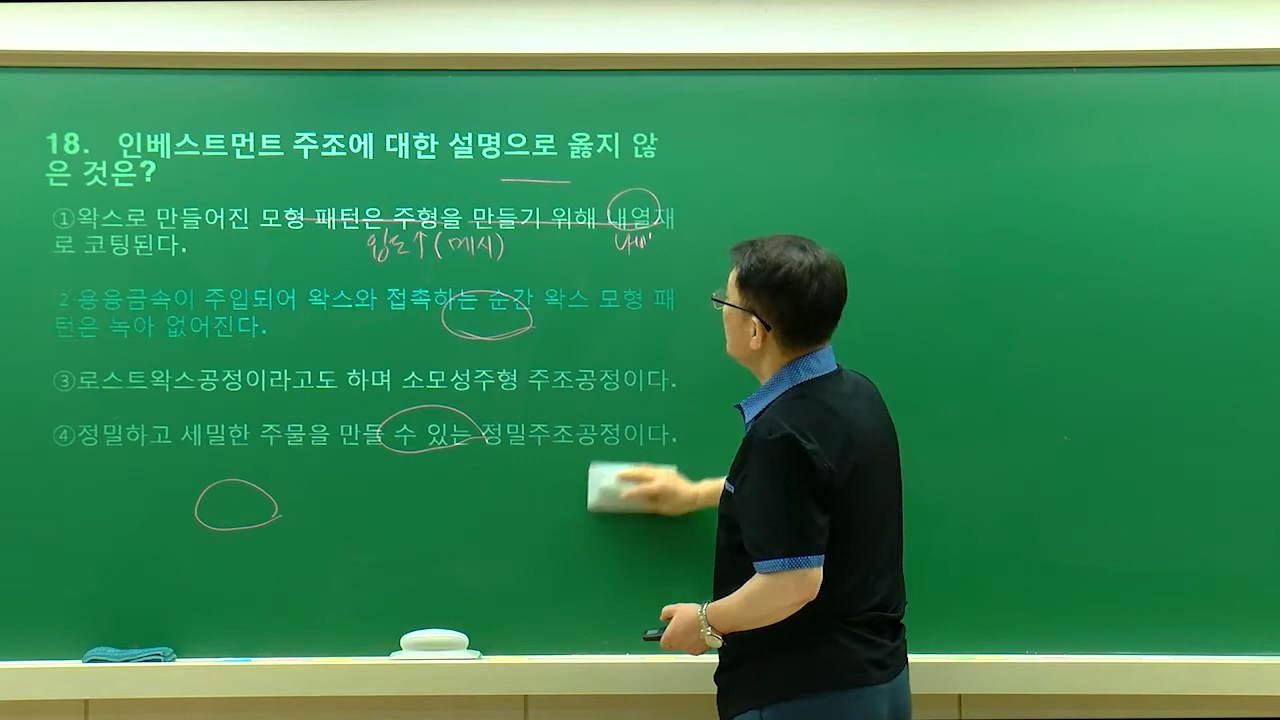 18. 인베스트먼트 주조에 대한 설명으로 옳지 않
은 것은?
①왁스로 만들어진 모형 패턴은 주형을 만들기 위해 내열재
로 코팅된다.
입도↑(메시)
2 용융금속이 주입되어 왁스와 접촉하는 순간 왁스 모형 패
턴은 녹아 없어진다.
③로스트왁스공정이라고도 하며 소모성주형 주조공정이다.
④정밀하고 세밀한 주물을 만들 수 있는 정밀주조공정이다.